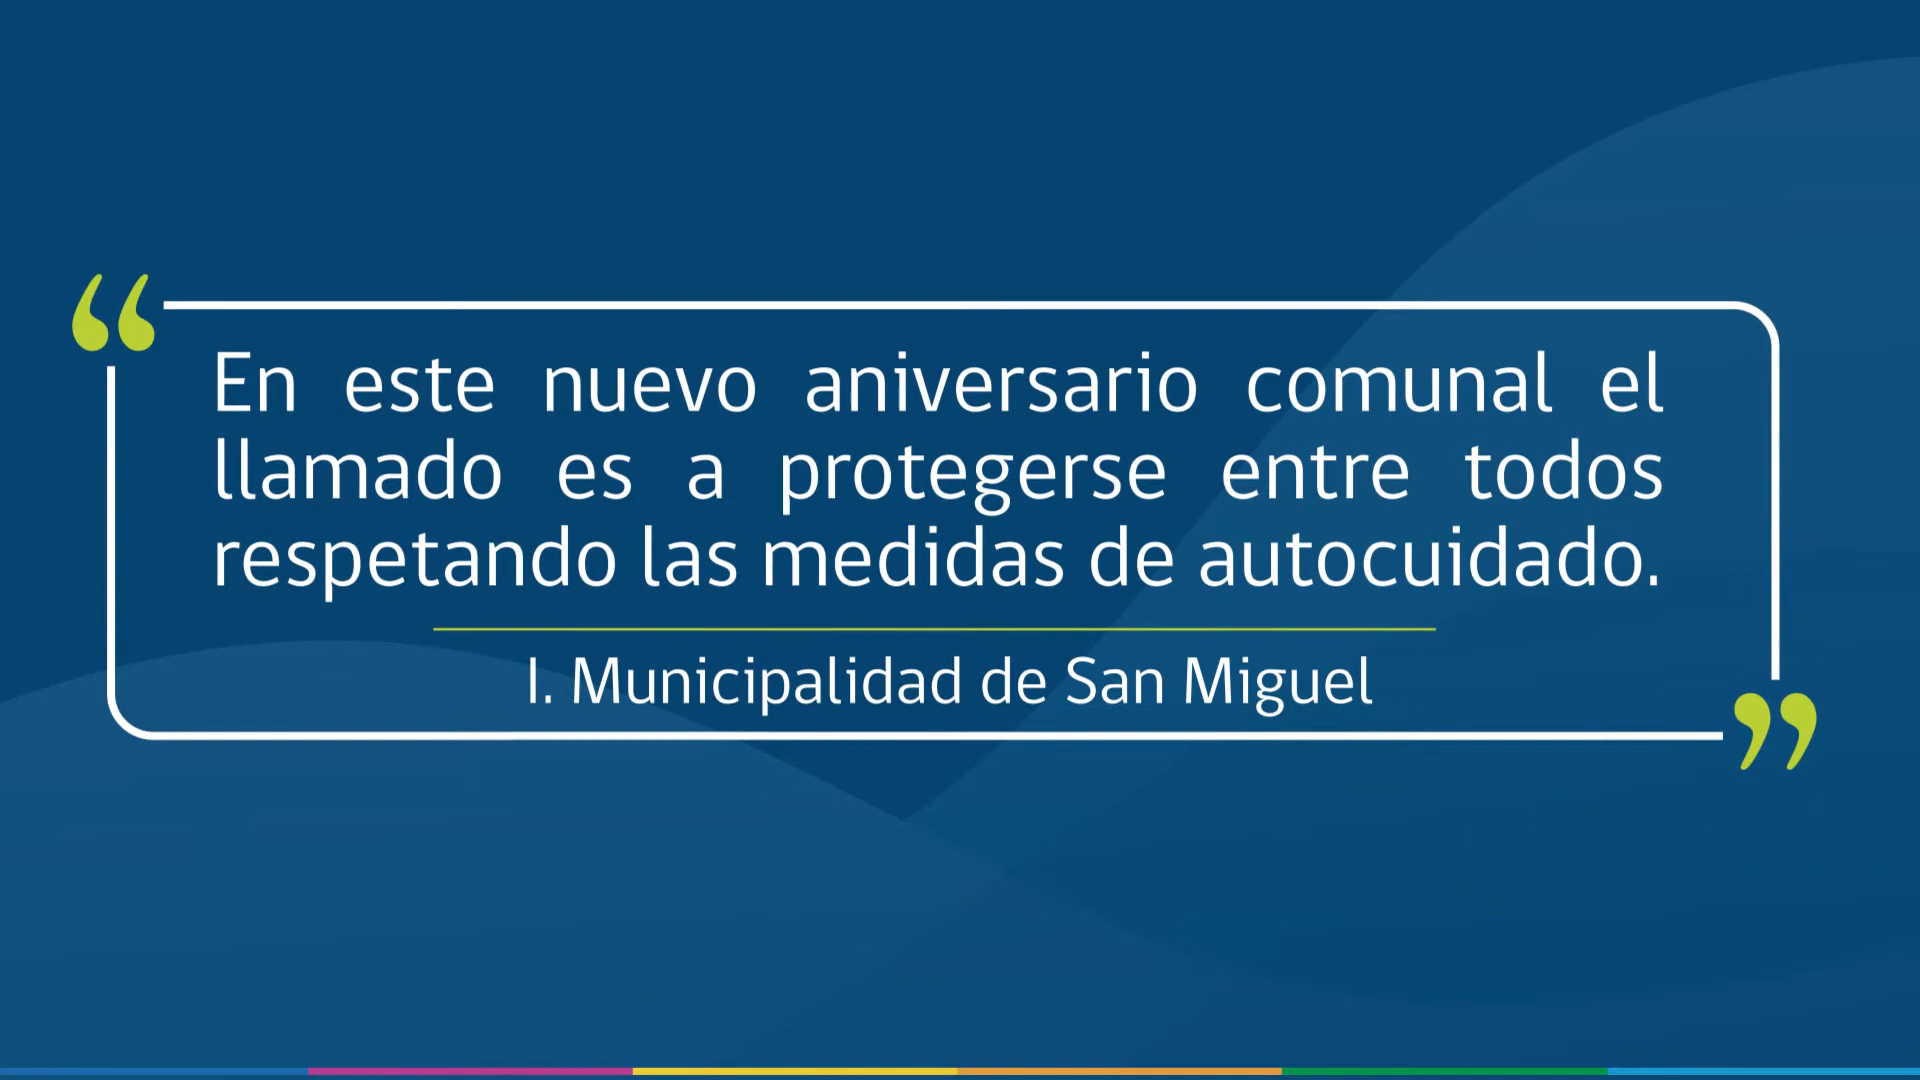 “
En este nuevo aniversario comunal el
llamado es a protegerse entre todos
respetando las medidas de autocuidado.
I. Municipalidad de San Miguel
”